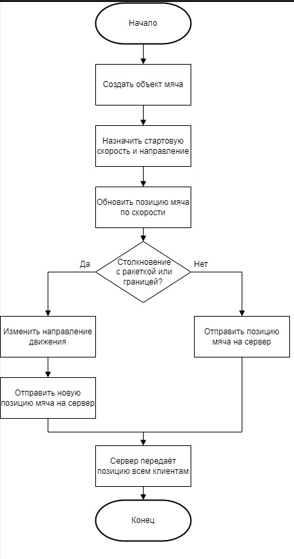 Начало
Создать объект мяча
Назначить стартовую
скорость и направление
Обновить позицию мяча
по скорости
Столкновение
с ракеткой или
границей?
Да
Нет
Изменить направление
движения
Отправить позицию
мяча на сервер
Отправить новую
позицию мяча на сервер
Сервер передаёт
позицию всем клиентам
Конец